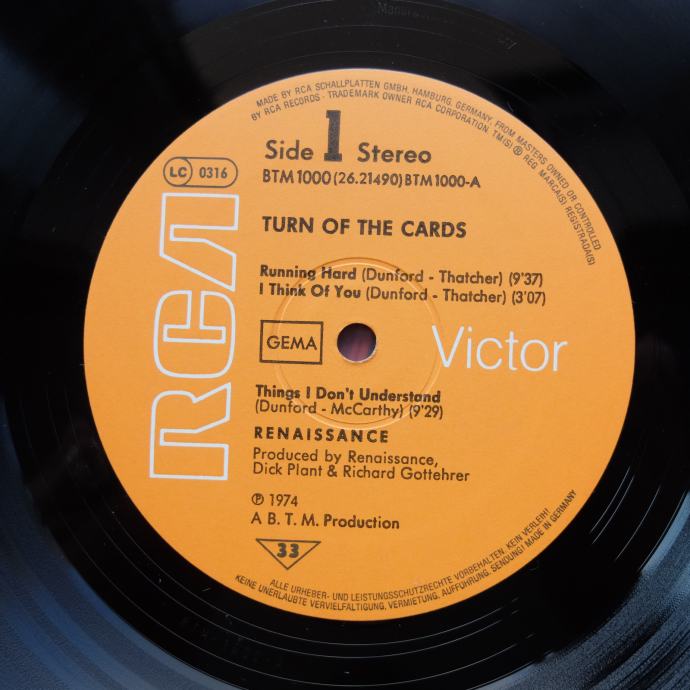 MADE BY RCA SCHALLPLATTEN GMBH, HAMBURG, GERMANY, FROM MASTERS OWNED OR CONTROLLED
BY RCA RECORDS · TRADEMARK OWNER RCA CORPORATION, TM(S) ® REG MARCA(S) REGISTRADA(S)
Side 1 Stereo
BTM 1000 (26.21490) BTM 1000-A
LC 0316
TURN OF THE CARDS
Running Hard (Dunford - Thatcher) (9'37)
I Think Of You (Dunford - Thatcher) (3'07)
RCA
GEMA
Victor
Things I Don't Understand
(Dunford - McCarthy) (9'29)
RENAISSANCE
Produced by Renaissance,
Dick Plant & Richard Gottehrer
℗ 1974
A B. T. M. Production
33
ALLE URHEBER- UND LEISTUNGSSCHUTZRECHTE VORBEHALTEN. KEIN VERLEIH!
KEINE UNERLAUBTE VERVIELFÄLTIGUNG, VERMIETUNG, AUFFÜHRUNG, SENDUNG! MADE IN GERMANY